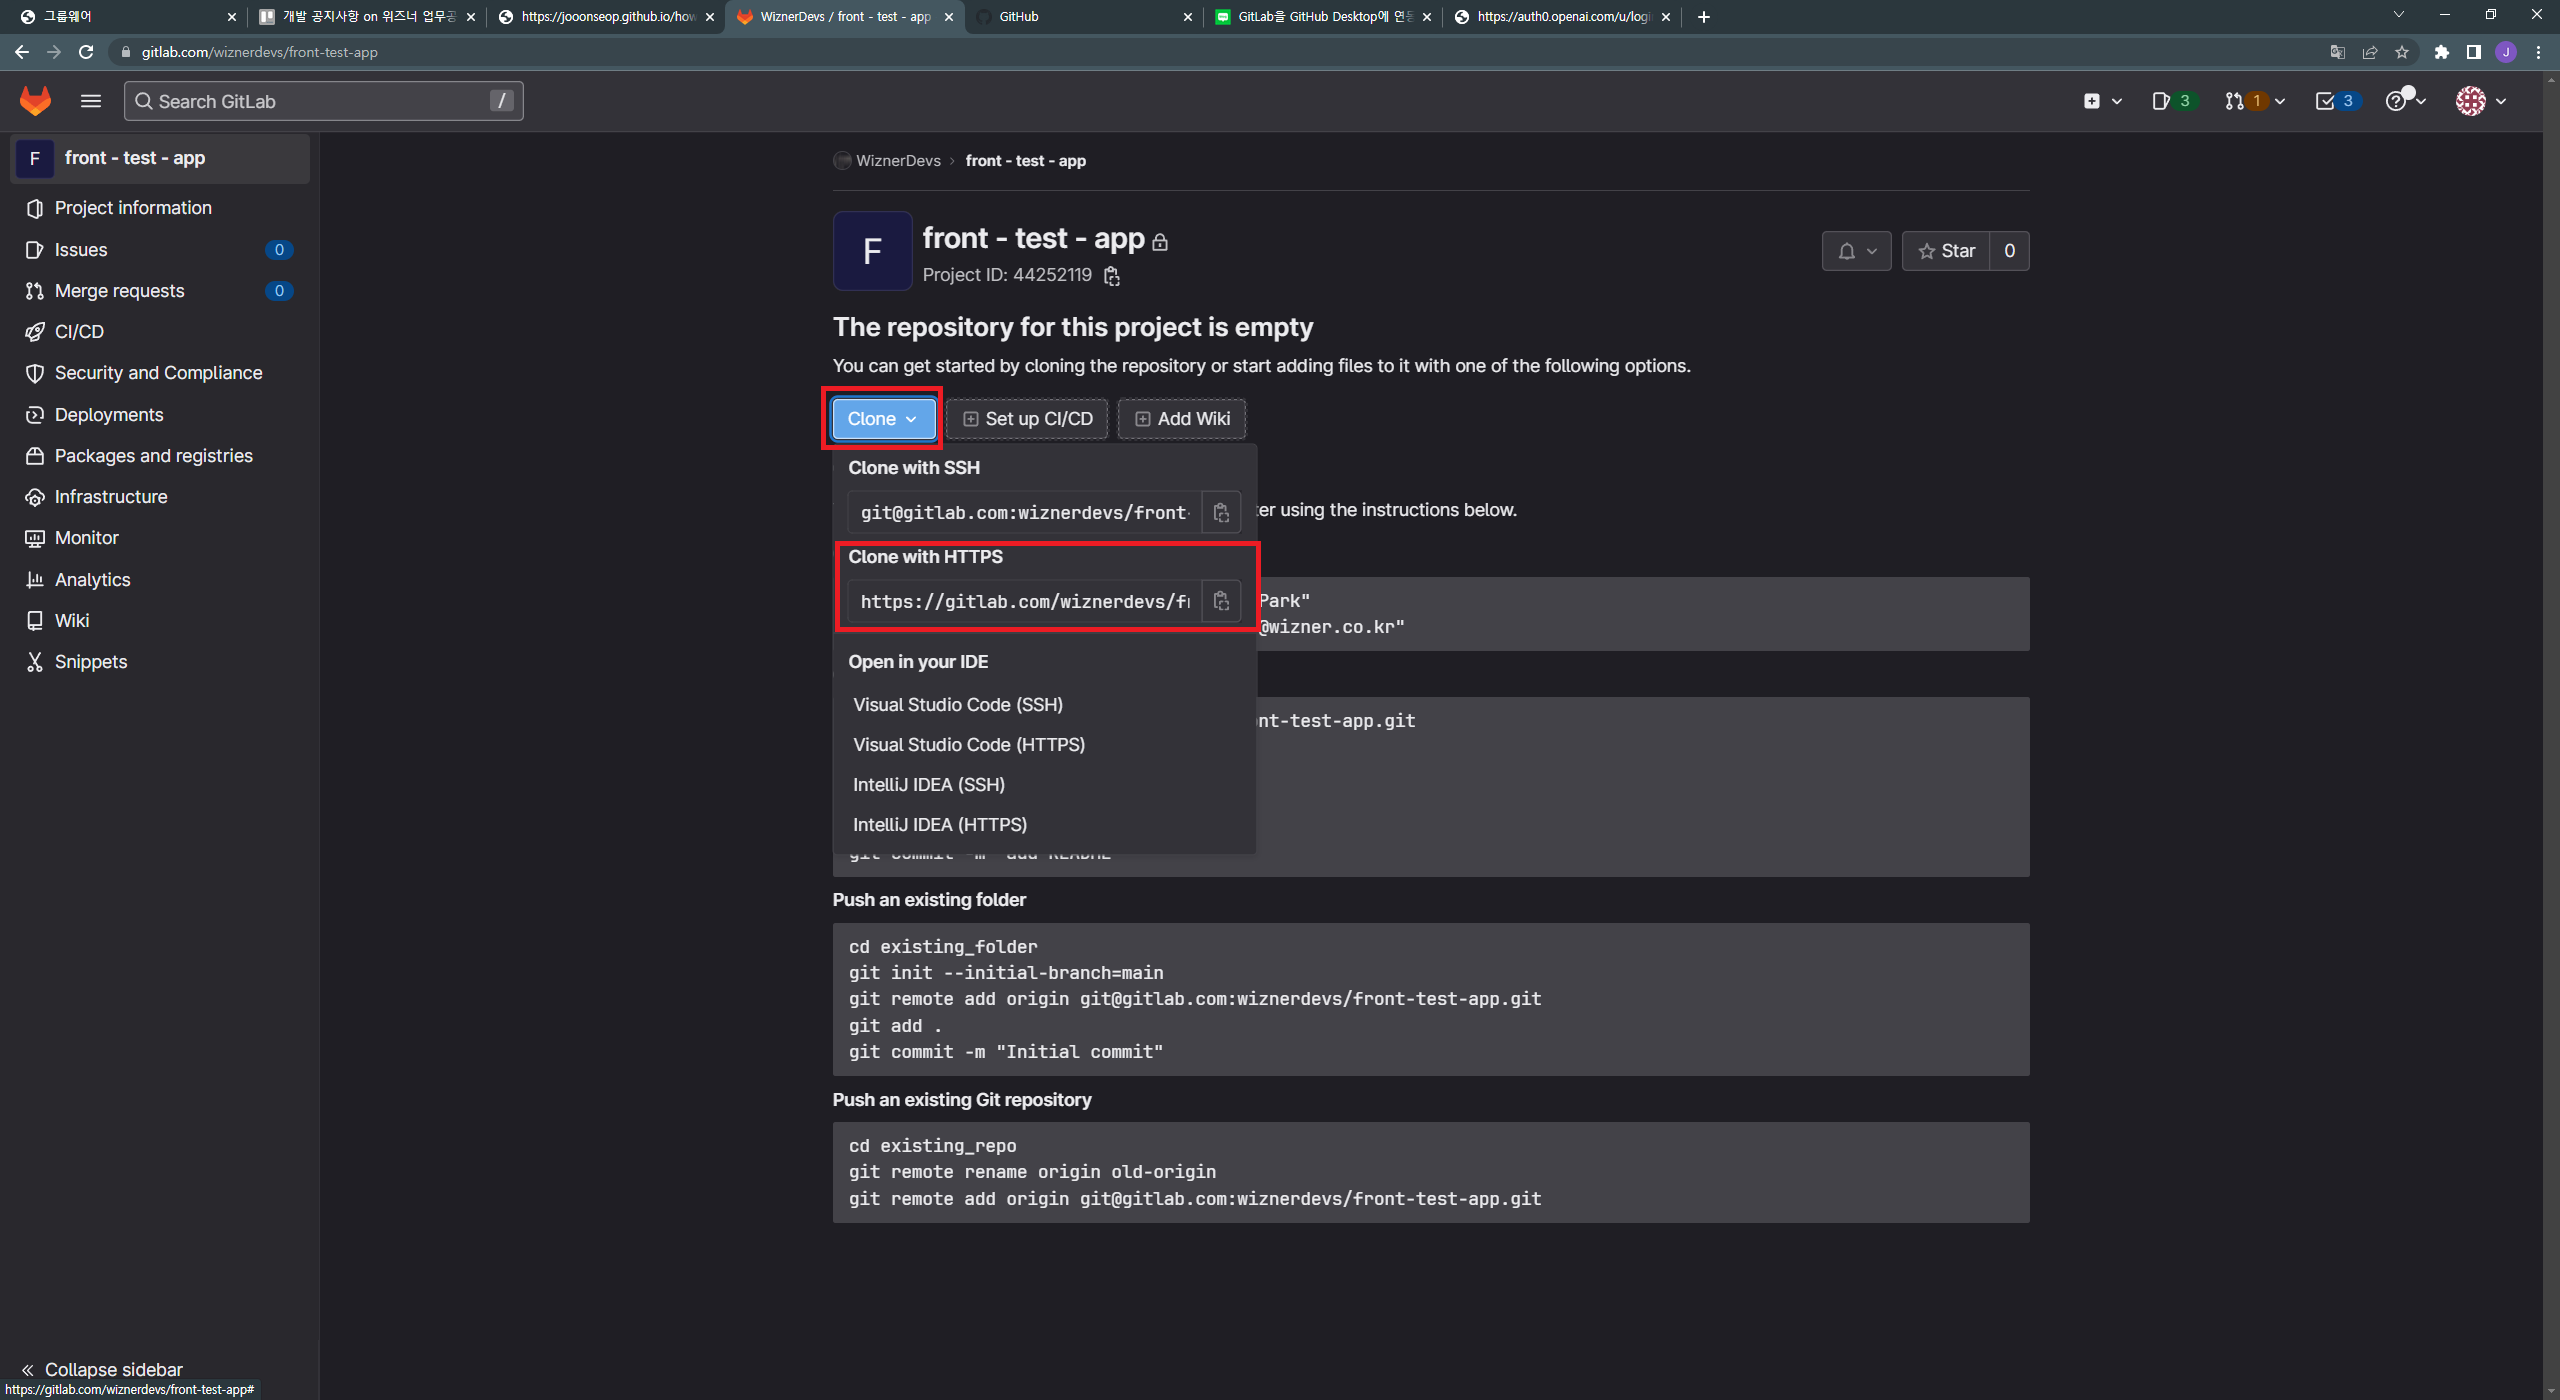 그룹웨어
개발 공지사항 on 위즈너 업무공
https://jooonseop.github.io/how
WiznerDevs / front - test - app
GitHub
GitLab을 GitHub Desktop에 연동
https://auth0.openai.com/u/logi
gitlab.com/wiznerdevs/front-test-app
J
Search GitLab
/
3
1
3
F
front - test - app
Project information
Issues
0
Merge requests
0
CI/CD
Security and Compliance
Deployments
Packages and registries
Infrastructure
Monitor
Analytics
Wiki
Snippets
Collapse sidebar
https://gitlab.com/wiznerdevs/front-test-app#
WiznerDevs › front - test - app
F
front - test - app
Project ID: 44252119
Star
0
The repository for this project is empty
You can get started by cloning the repository or start adding files to it with one of the following options.
Clone
Set up CI/CD
Add Wiki
Clone with SSH
git@gitlab.com:wiznerdevs/front-
ter using the instructions below.
Clone with HTTPS
https://gitlab.com/wiznerdevs/fr
Park"
@wizner.co.kr"
Open in your IDE
Visual Studio Code (SSH)
nt-test-app.git
Visual Studio Code (HTTPS)
IntelliJ IDEA (SSH)
IntelliJ IDEA (HTTPS)
git commit -m "add README"
Push an existing folder
cd existing_folder
git init --initial-branch=main
git remote add origin git@gitlab.com:wiznerdevs/front-test-app.git
git add .
git commit -m "Initial commit"
Push an existing Git repository
cd existing_repo
git remote rename origin old-origin
git remote add origin git@gitlab.com:wiznerdevs/front-test-app.git